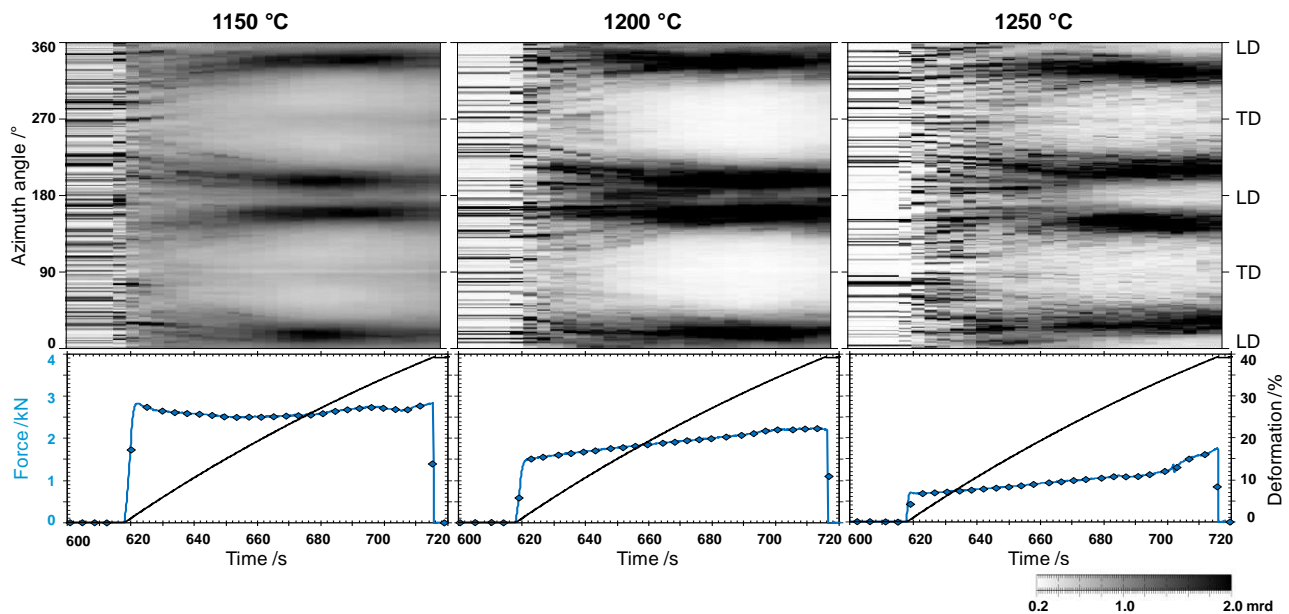 1150 °C 1200 °C 1250 °C
Azimuth angle /°
360
270
180
90
0
LD
TD
LD
TD
LD
Force /kN
4
3
2
1
0
40
30
20
10
0
Deformation /%
600 620 640 660 680 700 720 600 620 640 660 680 700 720 600 620 640 660 680 700 720
Time /s Time /s Time /s
0.2 1.0 2.0 mrd